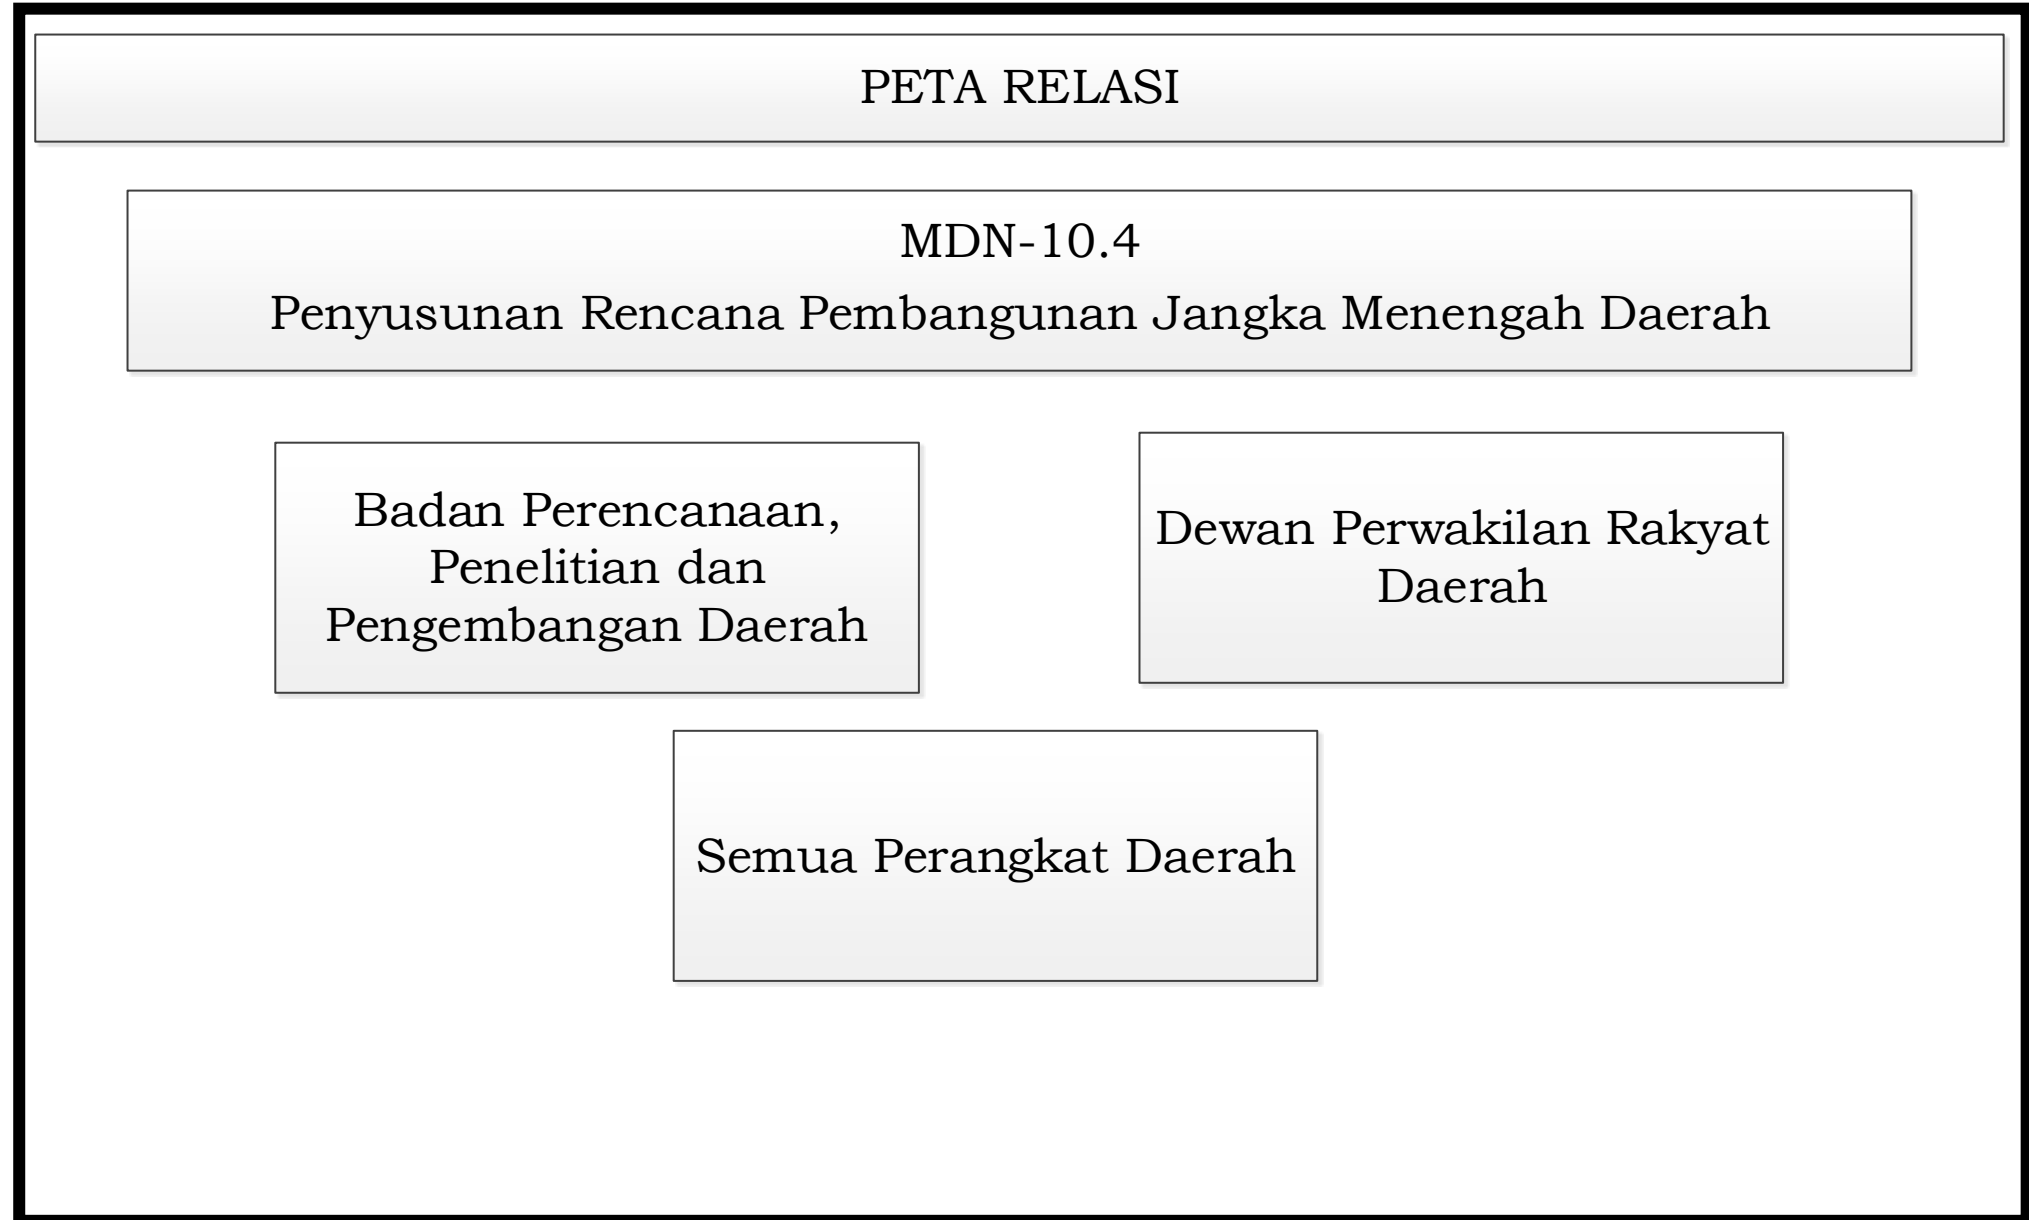 PETA RELASI
MDN-10.4
Penyusunan Rencana Pembangunan Jangka Menengah Daerah
Badan Perencanaan,
Penelitian dan
Pengembangan Daerah
Dewan Perwakilan Rakyat
Daerah
Semua Perangkat Daerah